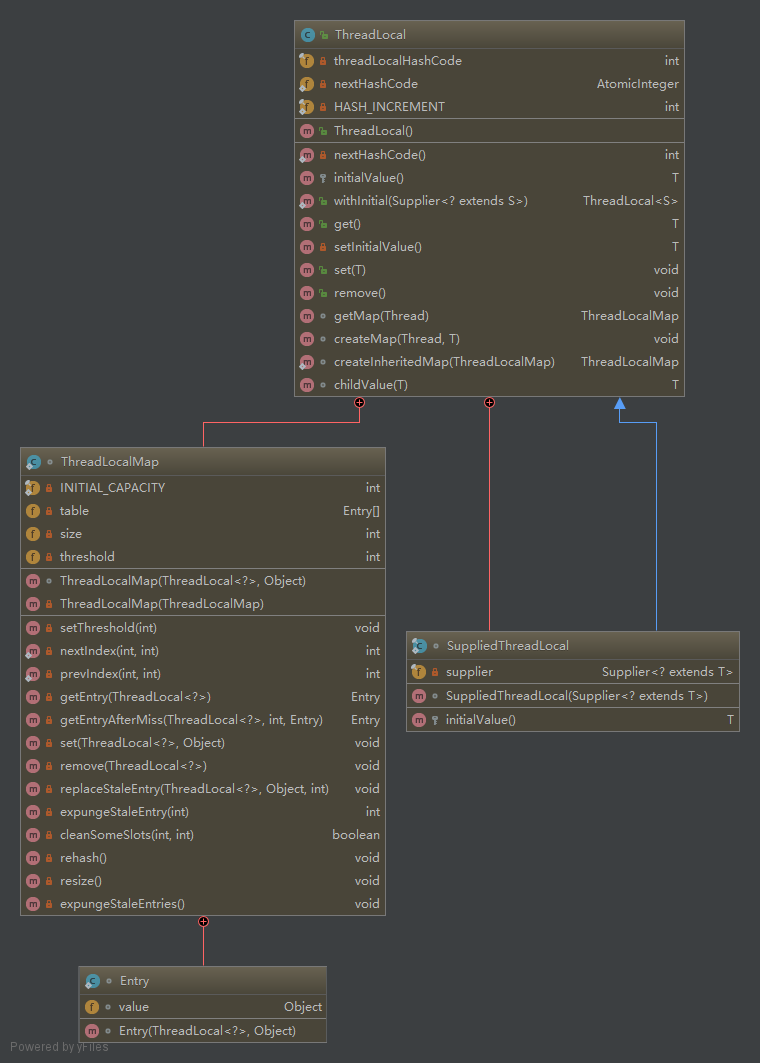 ThreadLocal
threadLocalHashCode int
nextHashCode AtomicInteger
HASH_INCREMENT int
ThreadLocal()
nextHashCode() int
initialValue() T
withInitial(Supplier<? extends S>) ThreadLocal<S>
get() T
setInitialValue() T
set(T) void
remove() void
getMap(Thread) ThreadLocalMap
createMap(Thread, T) void
createInheritedMap(ThreadLocalMap) ThreadLocalMap
childValue(T) T
ThreadLocalMap
INITIAL_CAPACITY int
table Entry[]
size int
threshold int
ThreadLocalMap(ThreadLocal<?>, Object)
ThreadLocalMap(ThreadLocalMap)
setThreshold(int) void
nextIndex(int, int) int
prevIndex(int, int) int
getEntry(ThreadLocal<?>) Entry
getEntryAfterMiss(ThreadLocal<?>, int, Entry) Entry
set(ThreadLocal<?>, Object) void
remove(ThreadLocal<?>) void
replaceStaleEntry(ThreadLocal<?>, Object, int) void
expungeStaleEntry(int) int
cleanSomeSlots(int, int) boolean
rehash() void
resize() void
expungeStaleEntries() void
SuppliedThreadLocal
supplier Supplier<? extends T>
SuppliedThreadLocal(Supplier<? extends T>)
initialValue() T
Entry
value Object
Entry(ThreadLocal<?>, Object)
Powered by yFiles